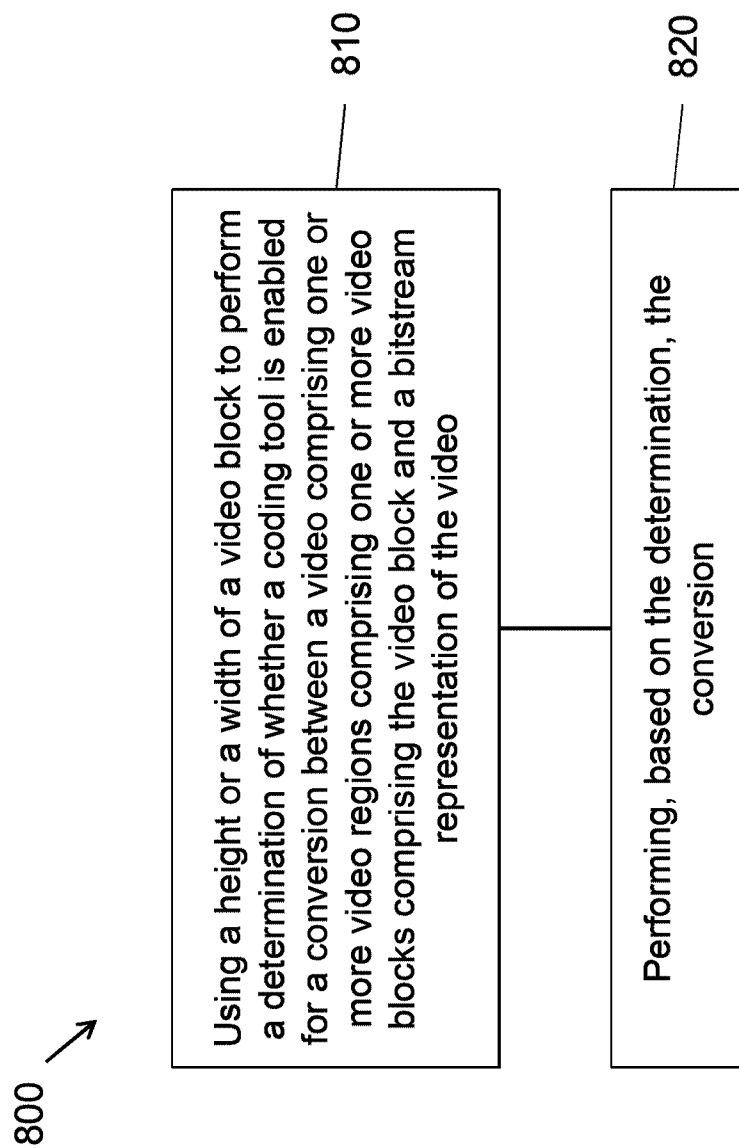 800
Using a height or a width of a video block to perform
a determination of whether a coding tool is enabled
for a conversion between a video comprising one or
more video regions comprising one or more video
blocks comprising the video block and a bitstream
representation of the video
810
Performing, based on the determination, the
conversion
820